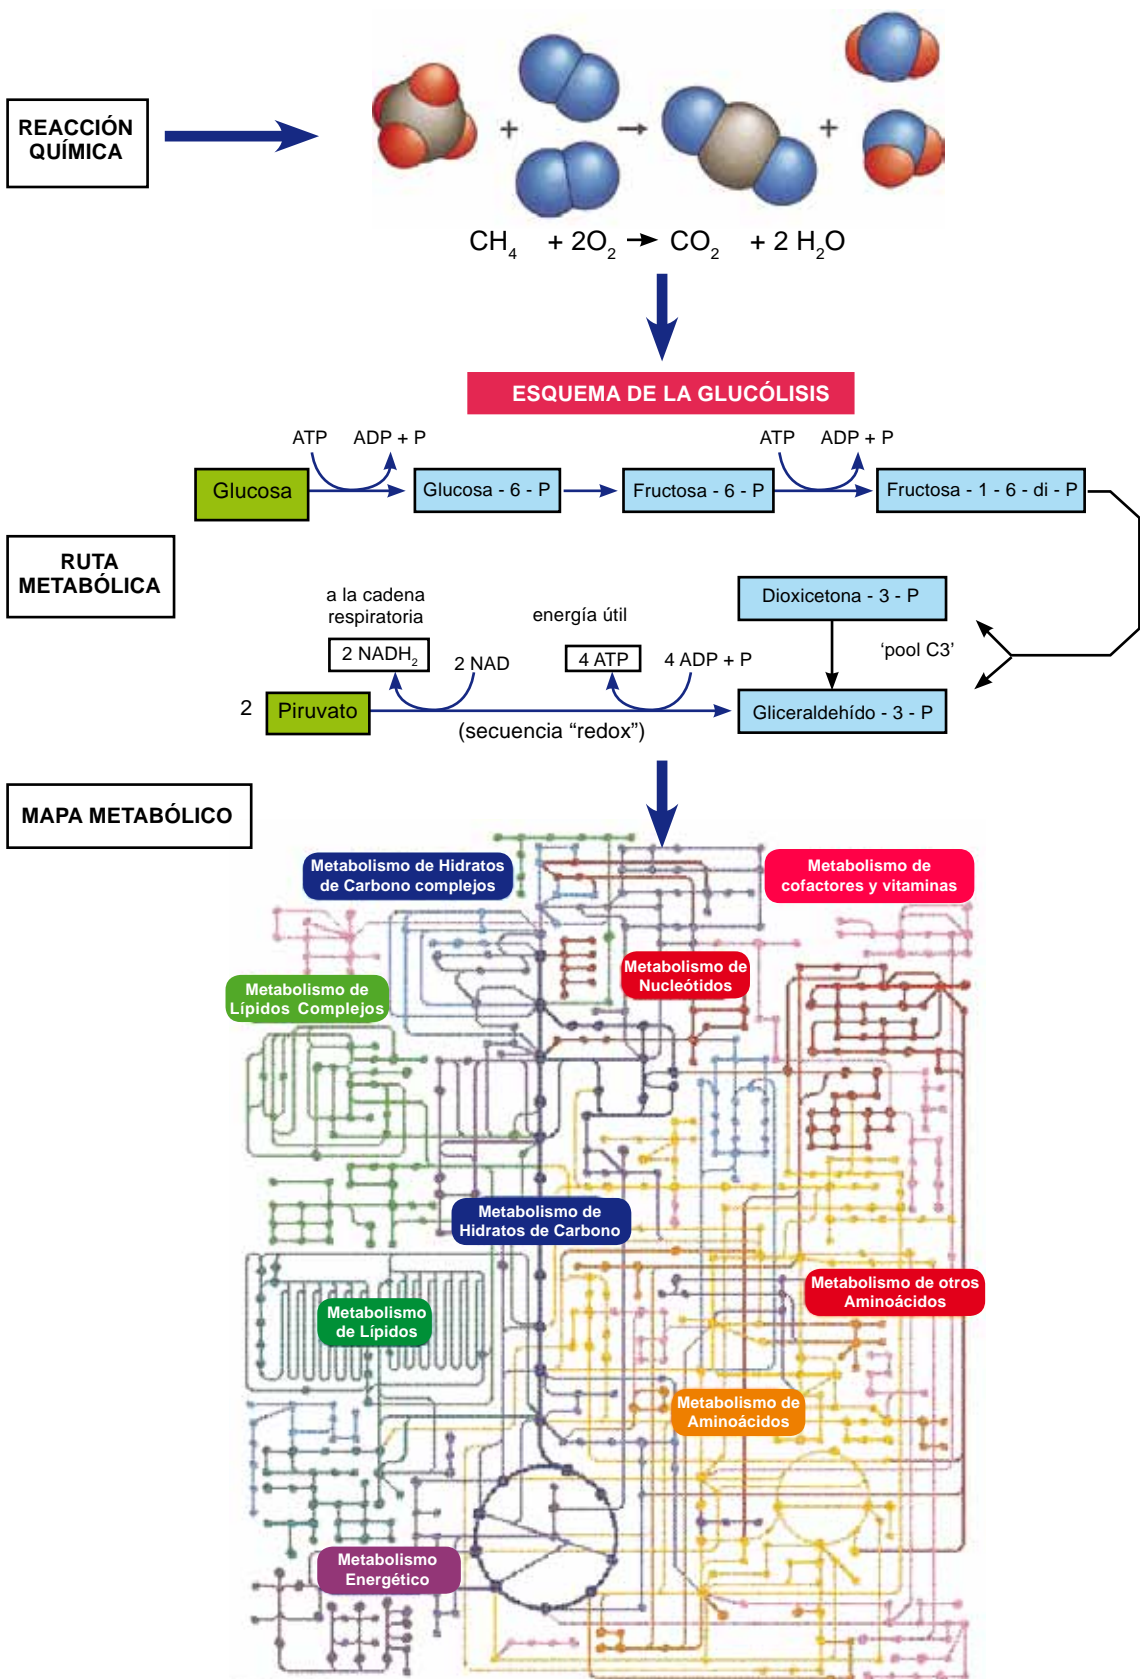 REACCIÓN
QUÍMICA
+
+
CH4 + 2O2 → CO2 + 2 H2O
ESQUEMA DE LA GLUCÓLISIS
ATP
ADP + P
ATP
ADP + P
Glucosa
Glucosa - 6 - P
Fructosa - 6 - P
Fructosa - 1 - 6 - di - P
RUTA
METABÓLICA
a la cadena
respiratoria
energía útil
Dioxicetona - 3 - P
2 NADH2
2 NAD
4 ATP
4 ADP + P
‘pool C3’
2
Piruvato
Gliceraldehído - 3 - P
(secuencia “redox”)
MAPA METABÓLICO
Metabolismo de Hidratos
de Carbono complejos
Metabolismo de
cofactores y vitaminas
Metabolismo de
Nucleótidos
Metabolismo de
Lípidos Complejos
Metabolismo de
Hidratos de Carbono
Metabolismo de otros
Aminoácidos
Metabolismo
de Lípidos
Metabolismo de
Aminoácidos
Metabolismo
Energético